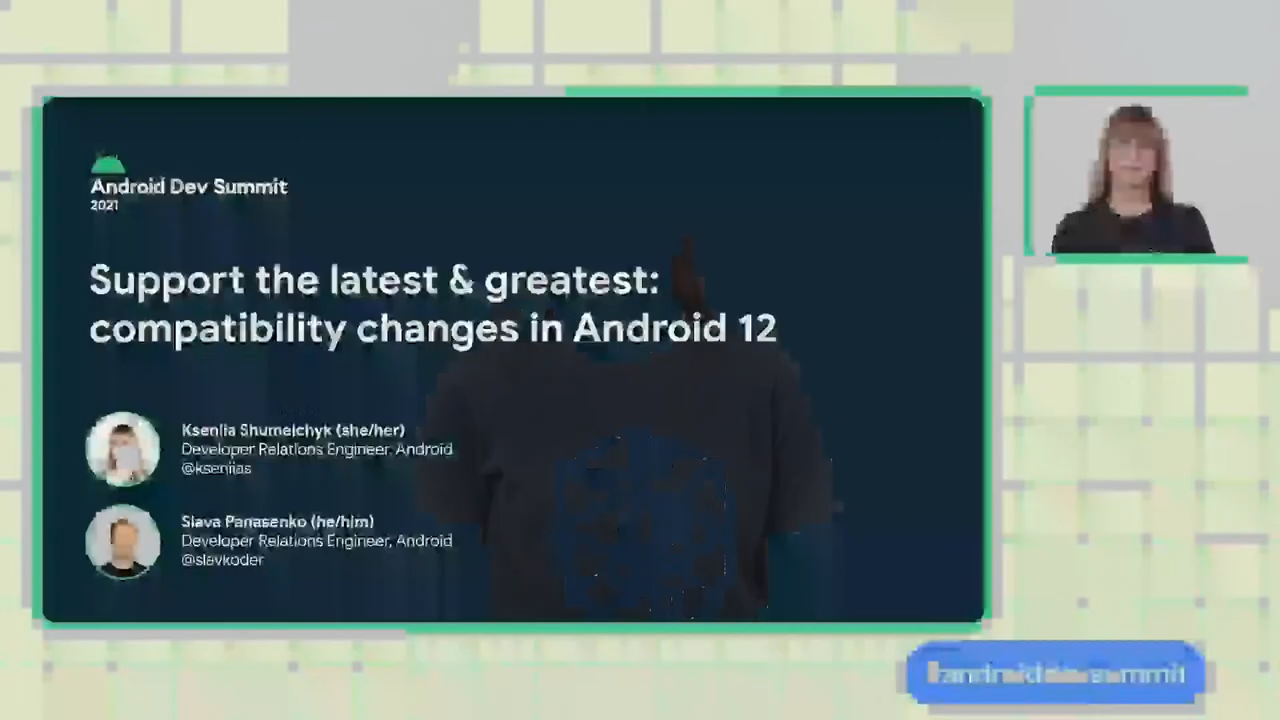 Android Dev Summit
2021
Support the latest & greatest:
compatibility changes in Android 12
Kseniia Shumelchyk (she/her)
Developer Relations Engineer, Android
@kseniias
Slava Panasenko (he/him)
Developer Relations Engineer, Android
@slavkoder